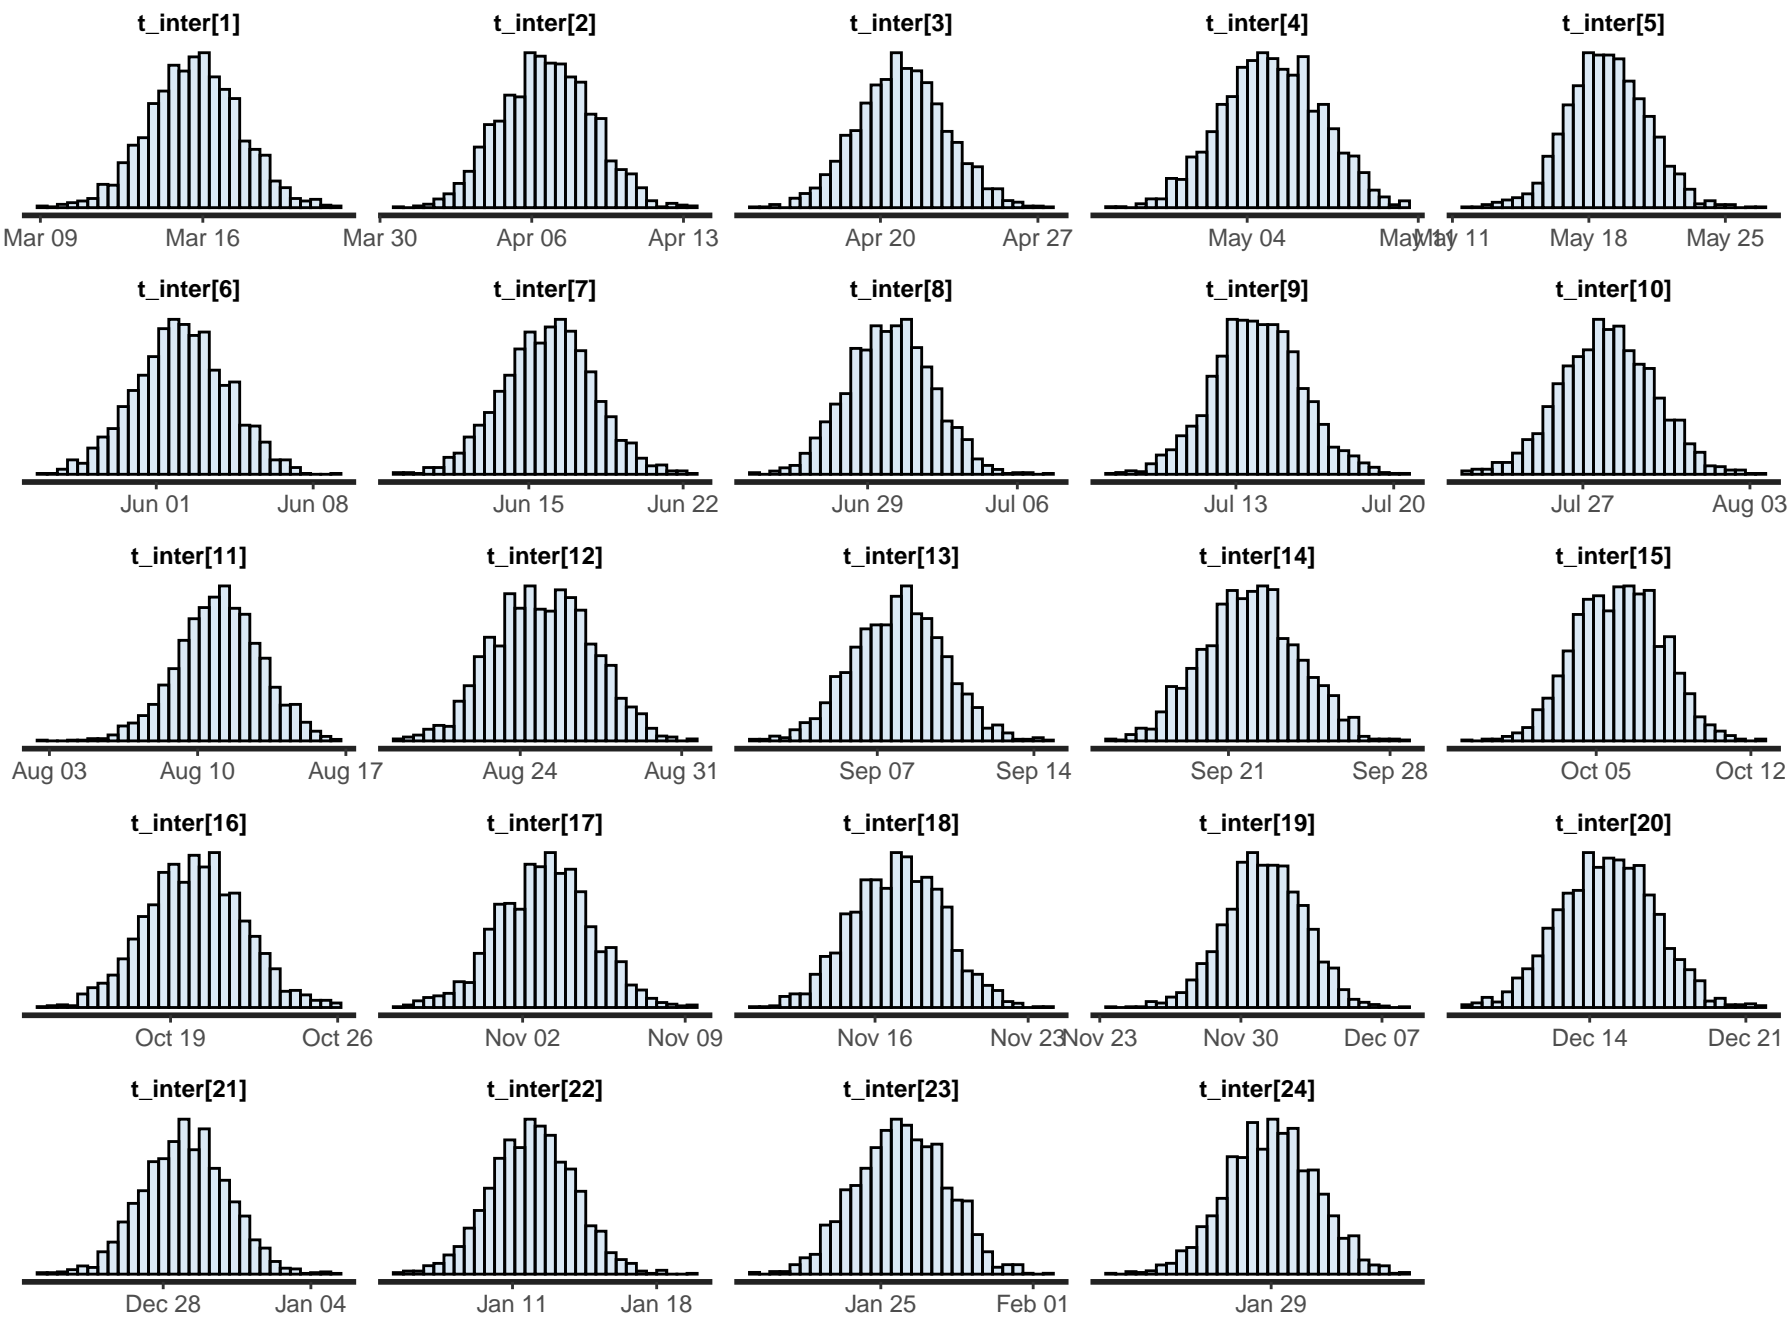 t_inter[1] t_inter[2] t_inter[3] t_inter[4] t_inter[5]
Mar 09 Mar 16 Mar 30 Apr 06 Apr 13 Apr 20 Apr 27 May 04 May 11 May 11 May 18 May 25
t_inter[6] t_inter[7] t_inter[8] t_inter[9] t_inter[10]
Jun 01 Jun 08 Jun 15 Jun 22 Jun 29 Jul 06 Jul 13 Jul 20 Jul 27 Aug 03
t_inter[11] t_inter[12] t_inter[13] t_inter[14] t_inter[15]
Aug 03 Aug 10 Aug 17 Aug 24 Aug 31 Sep 07 Sep 14 Sep 21 Sep 28 Oct 05 Oct 12
t_inter[16] t_inter[17] t_inter[18] t_inter[19] t_inter[20]
Oct 19 Oct 26 Nov 02 Nov 09 Nov 16 Nov 23 Nov 23 Nov 30 Dec 07 Dec 14 Dec 21
t_inter[21] t_inter[22] t_inter[23] t_inter[24]
Dec 28 Jan 04 Jan 11 Jan 18 Jan 25 Feb 01 Jan 29